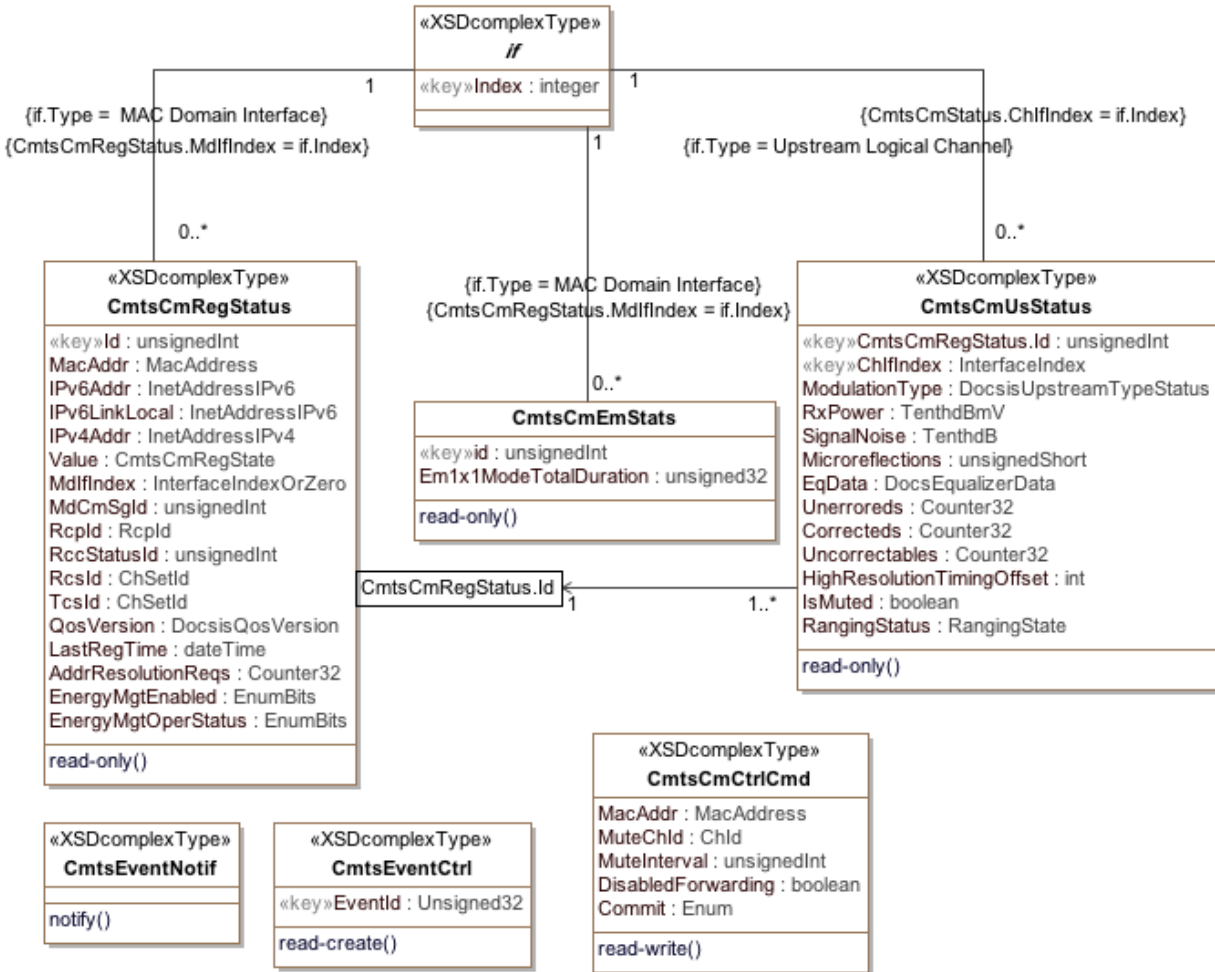 «XSDcomplexType»
if
«key»Index : integer
1
1
1
{if.Type = MAC Domain Interface}
{CmtsCmRegStatus.MdIfIndex = if.Index}
{CmtsCmStatus.ChIfIndex = if.Index}
{if.Type = Upstream Logical Channel}
0..*
0..*
«XSDcomplexType»
CmtsCmRegStatus
«key»Id : unsignedInt
MacAddr : MacAddress
IPv6Addr : InetAddressIPv6
IPv6LinkLocal : InetAddressIPv6
IPv4Addr : InetAddressIPv4
Value : CmtsCmRegState
MdIfIndex : InterfaceIndexOrZero
MdCmSgId : unsignedInt
RcpId : RcpId
RccStatusId : unsignedInt
RcsId : ChSetId
TcsId : ChSetId
QosVersion : DocsisQosVersion
LastRegTime : dateTime
AddrResolutionReqs : Counter32
EnergyMgtEnabled : EnumBits
EnergyMgtOperStatus : EnumBits
read-only()
{if.Type = MAC Domain Interface}
{CmtsCmRegStatus.MdIfIndex = if.Index}
0..*
CmtsCmEmStats
«key»id : unsignedInt
Em1x1ModeTotalDuration : unsigned32
read-only()
CmtsCmRegStatus.Id
1
1..*
«XSDcomplexType»
CmtsCmUsStatus
«key»CmtsCmRegStatus.Id : unsignedInt
«key»ChIfIndex : InterfaceIndex
ModulationType : DocsisUpstreamTypeStatus
RxPower : TenthdBmV
SignalNoise : TenthdB
Microreflections : unsignedShort
EqData : DocsEqualizerData
Unerroreds : Counter32
Correcteds : Counter32
Uncorrectables : Counter32
HighResolutionTimingOffset : int
IsMuted : boolean
RangingStatus : RangingState
read-only()
«XSDcomplexType»
CmtsEventNotif
notify()
«XSDcomplexType»
CmtsEventCtrl
«key»EventId : Unsigned32
read-create()
«XSDcomplexType»
CmtsCmCtrlCmd
MacAddr : MacAddress
MuteChId : ChId
MuteInterval : unsignedInt
DisabledForwarding : boolean
Commit : Enum
read-write()